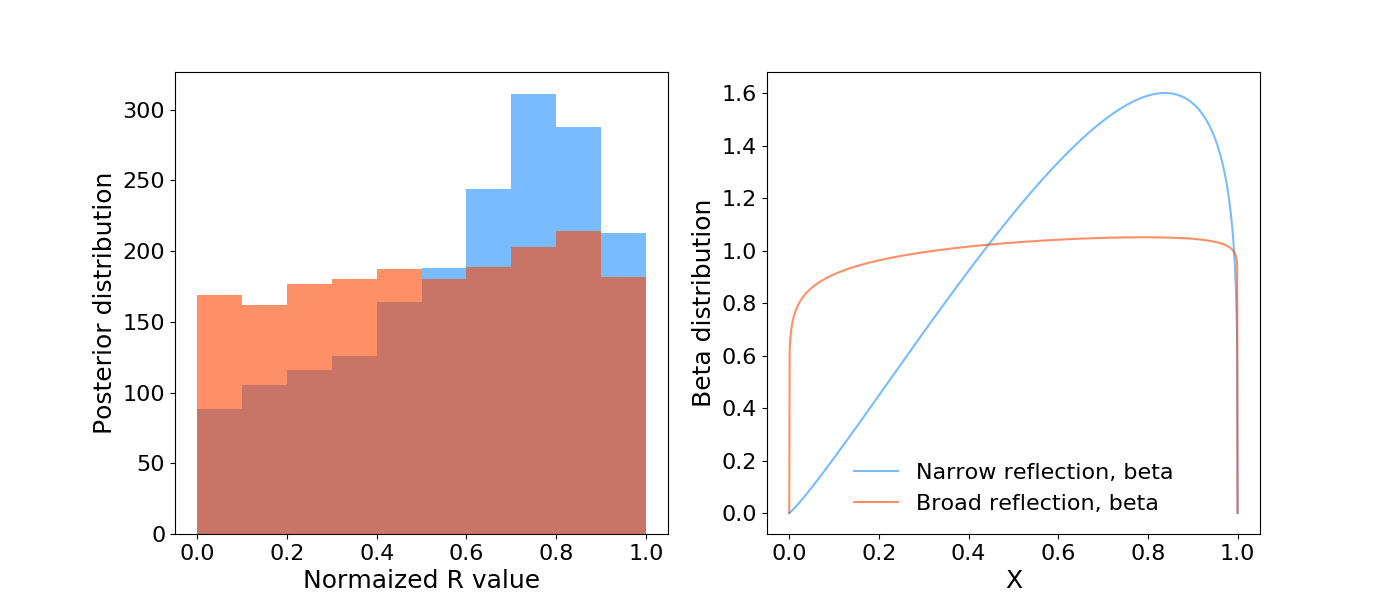 Posterior distribution
300
250
200
150
100
50
0
0.0 0.2 0.4 0.6 0.8 1.0
Normaized R value
Beta distribution
1.6
1.4
1.2
1.0
0.8
0.6
0.4
0.2
0.0
Narrow reflection, beta
Broad reflection, beta
0.0 0.2 0.4 0.6 0.8 1.0
X